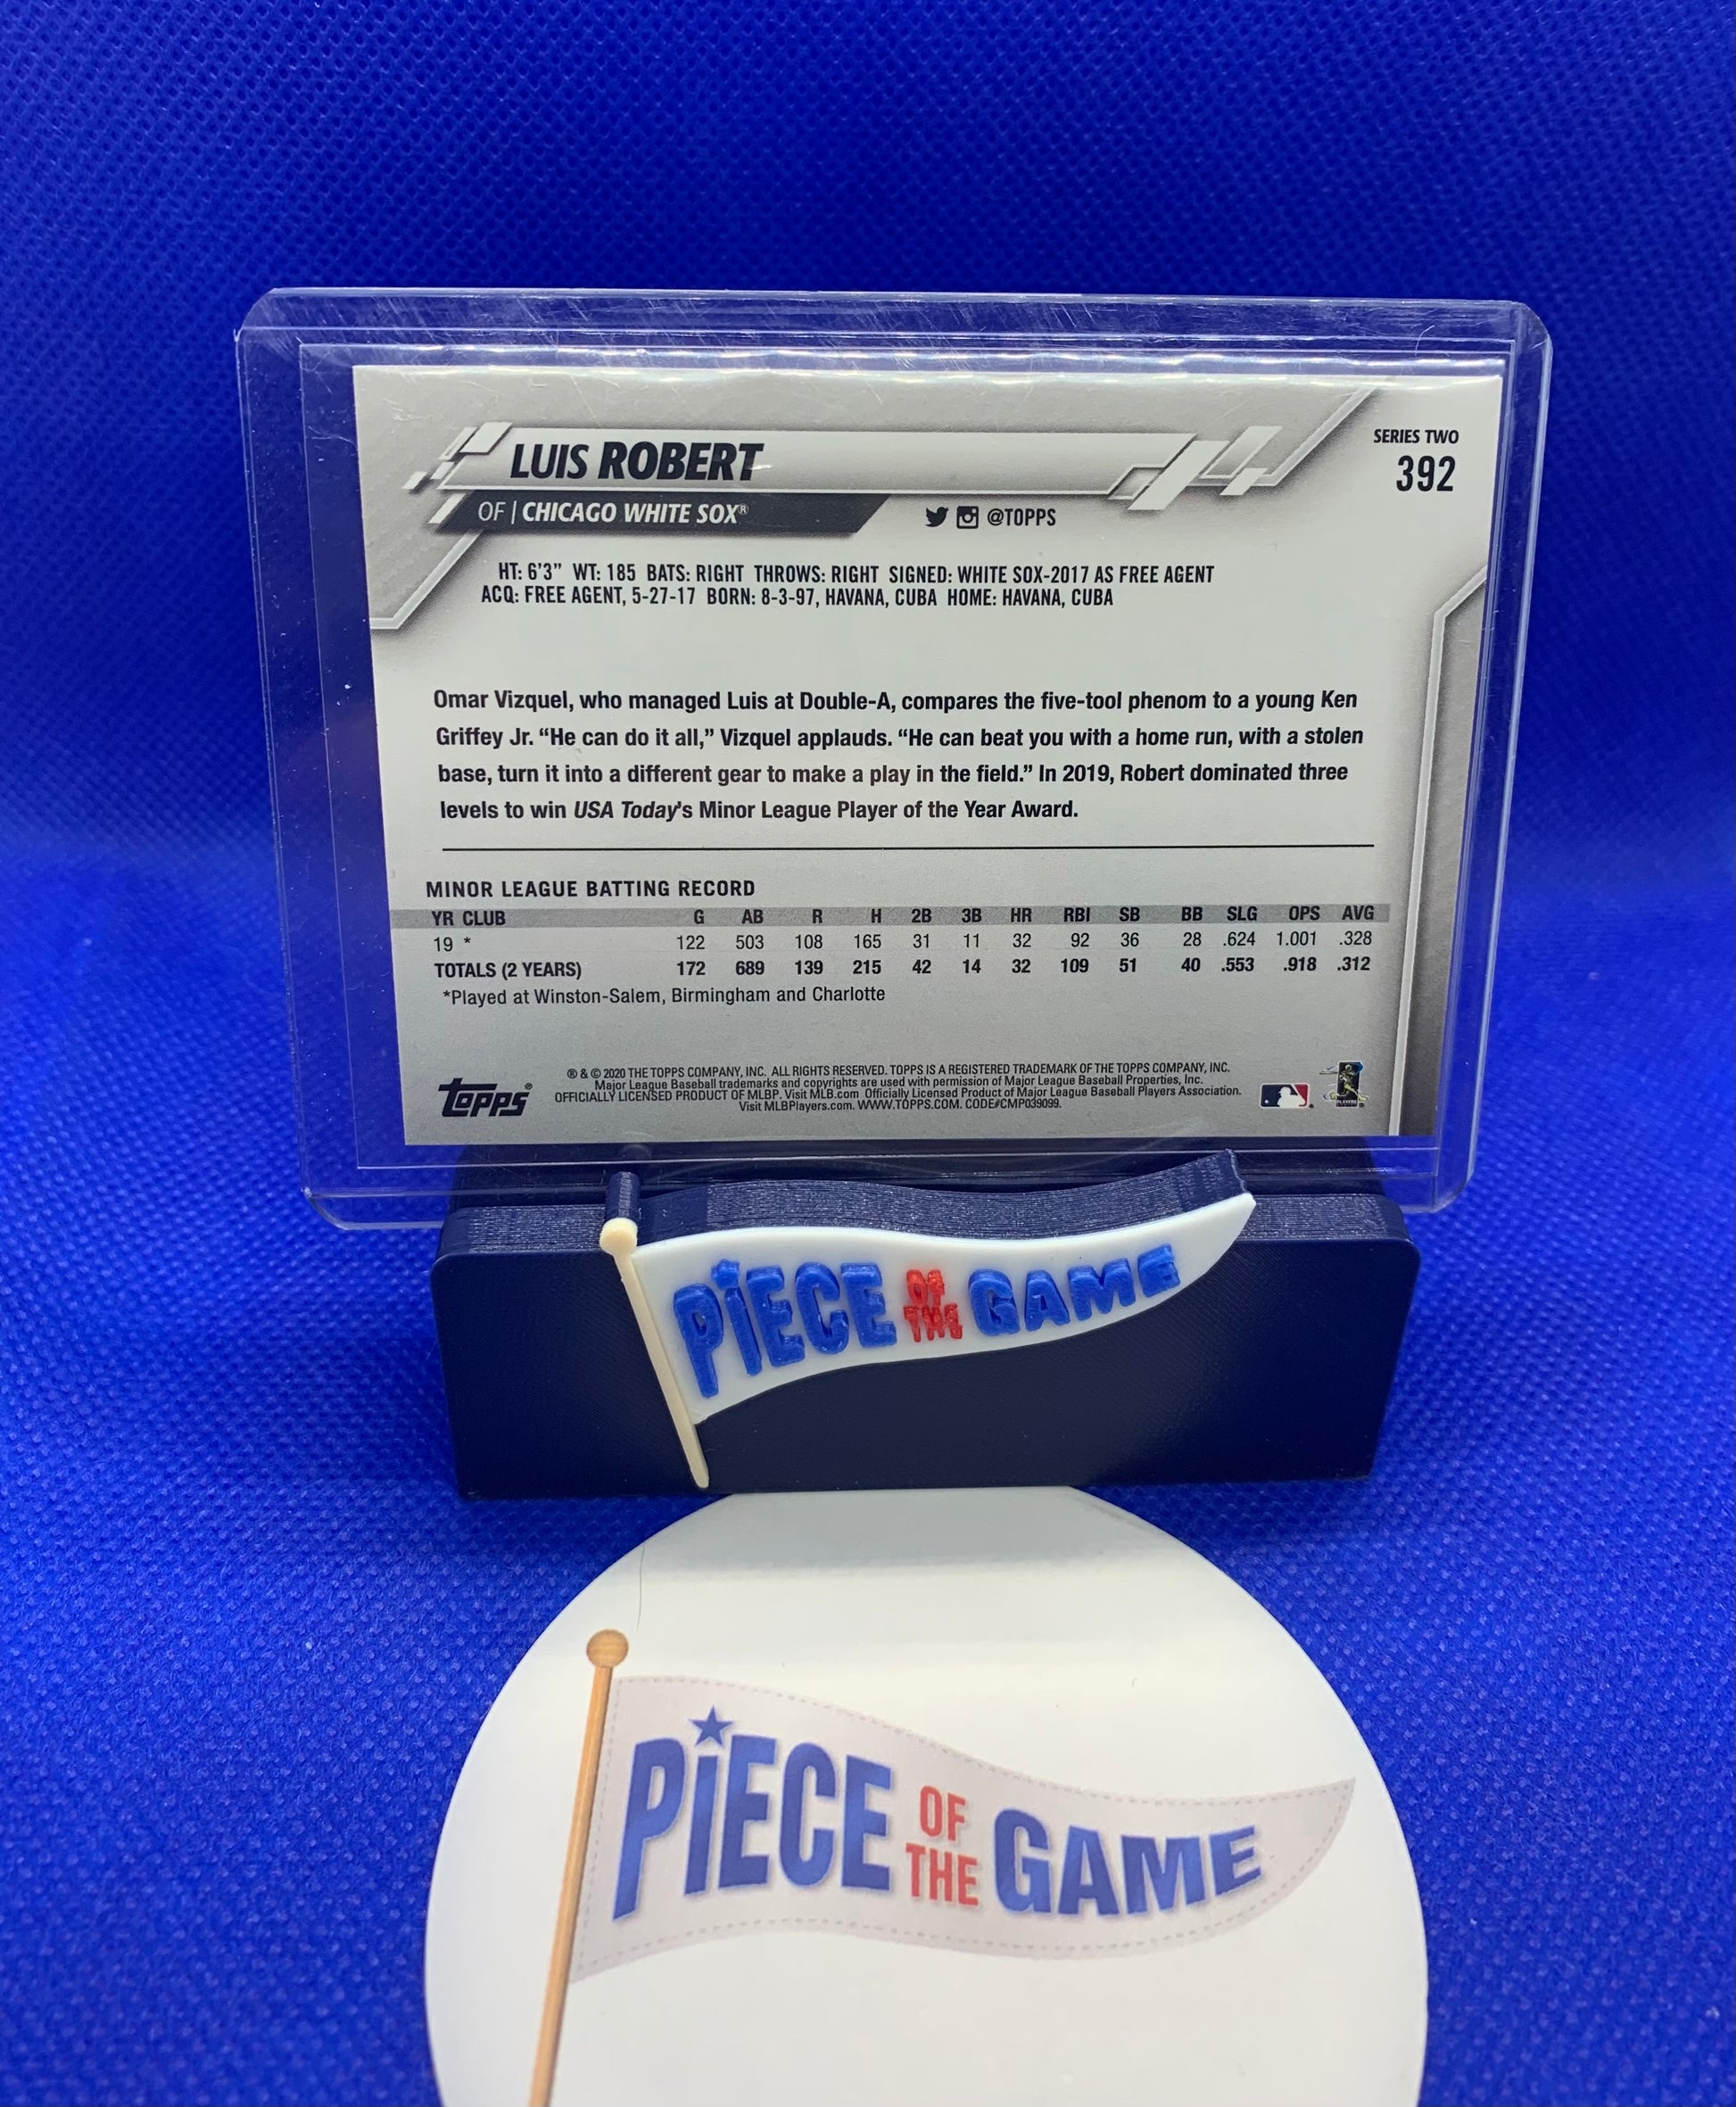 LUIS ROBERT
SERIES TWO
392
OF | CHICAGO WHITE SOX®
@TOPPS
HT: 6'3" WT: 185 BATS: RIGHT THROWS: RIGHT SIGNED: WHITE SOX-2017 AS FREE AGENT
ACQ: FREE AGENT, 5-27-17 BORN: 8-3-97, HAVANA, CUBA HOME: HAVANA, CUBA
Omar Vizquel, who managed Luis at Double-A, compares the five-tool phenom to a young Ken
Griffey Jr. “He can do it all,” Vizquel applauds. “He can beat you with a home run, with a stolen
base, turn it into a different gear to make a play in the field.” In 2019, Robert dominated three
levels to win USA Today's Minor League Player of the Year Award.
MINOR LEAGUE BATTING RECORD
YR CLUB G AB R H 2B 3B HR RBI SB BB SLG OPS AVG
19 * 122 503 108 165 31 11 32 92 36 28 .624 1.001 .328
TOTALS (2 YEARS) 172 689 139 215 42 14 32 109 51 40 .553 .918 .312
*Played at Winston-Salem, Birmingham and Charlotte
Topps®
® & © 2020 THE TOPPS COMPANY, INC. ALL RIGHTS RESERVED. TOPPS IS A REGISTERED TRADEMARK OF THE TOPPS COMPANY, INC.
Major League Baseball trademarks and copyrights are used with permission of Major League Baseball Properties, Inc.
OFFICIALLY LICENSED PRODUCT OF MLBP. Visit MLB.com Officially Licensed Product of Major League Baseball Players Association.
Visit MLBPlayers.com. WWW.TOPPS.COM. CODE#CMP039099.
PiECE OF THE GAME
PiECE OF THE GAME